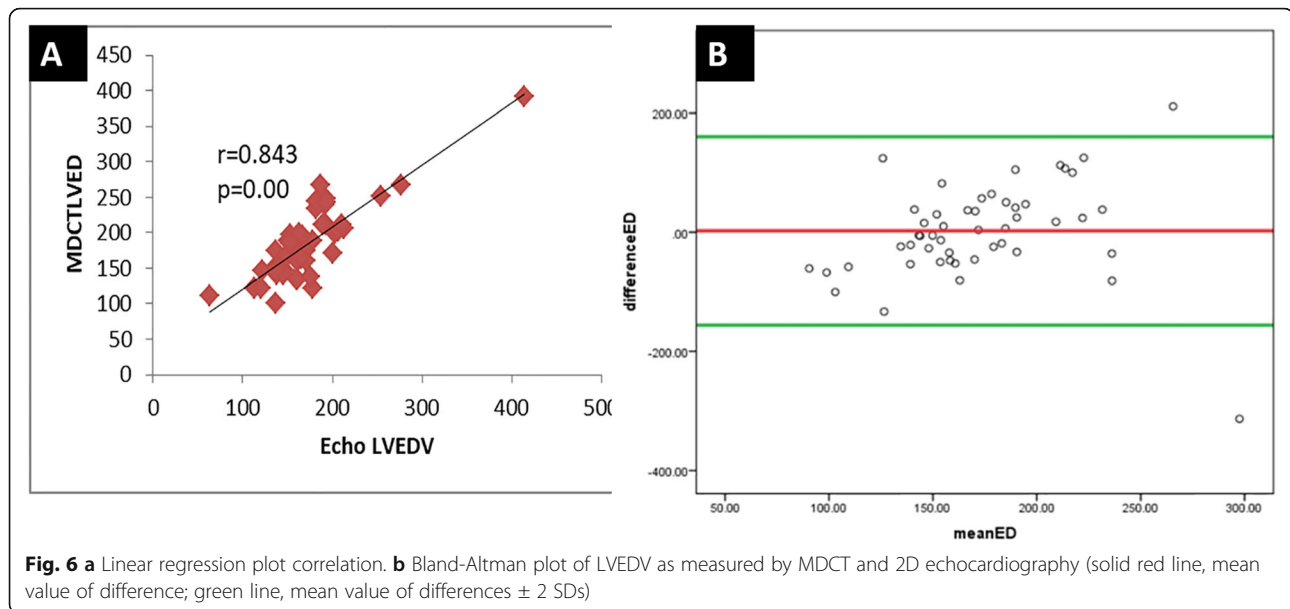 A
450
400
350
300
250
200
150
100
50
0
MDCTLVED
r=0.843
p=0.00
0 100 200 300 400 500
Echo LVEDV
B
200.00
.00
-200.00
-400.00
differenceED
50.00 100.00 150.00 200.00 250.00 300.00
meanED
Fig. 6 a Linear regression plot correlation. b Bland-Altman plot of LVEDV as measured by MDCT and 2D echocardiography (solid red line, mean
value of difference; green line, mean value of differences ± 2 SDs)